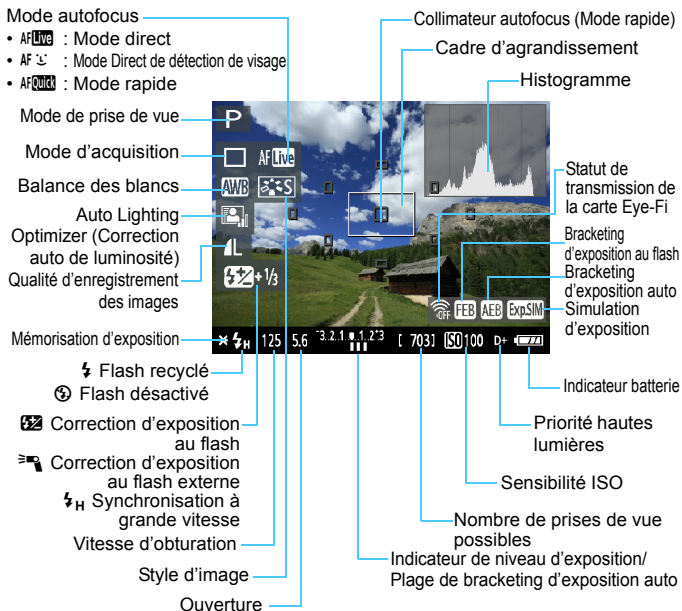 Mode autofocus
• AF Live : Mode direct
• AF : Mode Direct de détection de visage
• AF Quick : Mode rapide
Mode de prise de vue
Mode d'acquisition
Balance des blancs
Auto Lighting
Optimizer (Correction
auto de luminosité)
Qualité d'enregistrement
des images
Mémorisation d'exposition
Flash recyclé
Flash désactivé
Correction d'exposition
au flash
Correction d'exposition
au flash externe
H Synchronisation à
grande vitesse
Vitesse d'obturation
Style d'image
Ouverture
Collimateur autofocus (Mode rapide)
Cadre d'agrandissement
Histogramme
Statut de
transmission de
la carte Eye-Fi
Bracketing
d'exposition au flash
Bracketing
d'exposition auto
Simulation
d'exposition
Indicateur batterie
Priorité hautes
lumières
Sensibilité ISO
Nombre de prises de vue
possibles
Indicateur de niveau d'exposition/
Plage de bracketing d'exposition auto
P
AF Live
AWB S
L
+1/3
OFF FEB AEB Exp.SIM
H 125 5.6 -3..2..1..0..1..2..+3 [ 703] ISO 100 D+